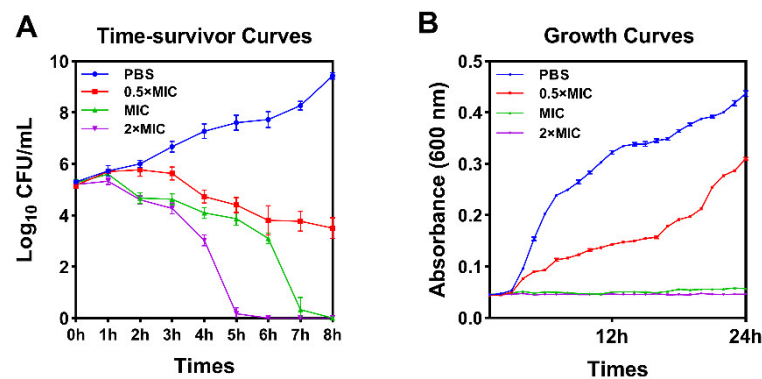 A
Time-survivor Curves
PBS
0.5×MIC
MIC
2×MIC
Log10 CFU/mL
10
8
6
4
2
0
0h 1h 2h 3h 4h 5h 6h 7h 8h
Times
B
Growth Curves
PBS
0.5×MIC
MIC
2×MIC
Absorbance (600 nm)
0.5
0.4
0.3
0.2
0.1
0.0
12h 24h
Times